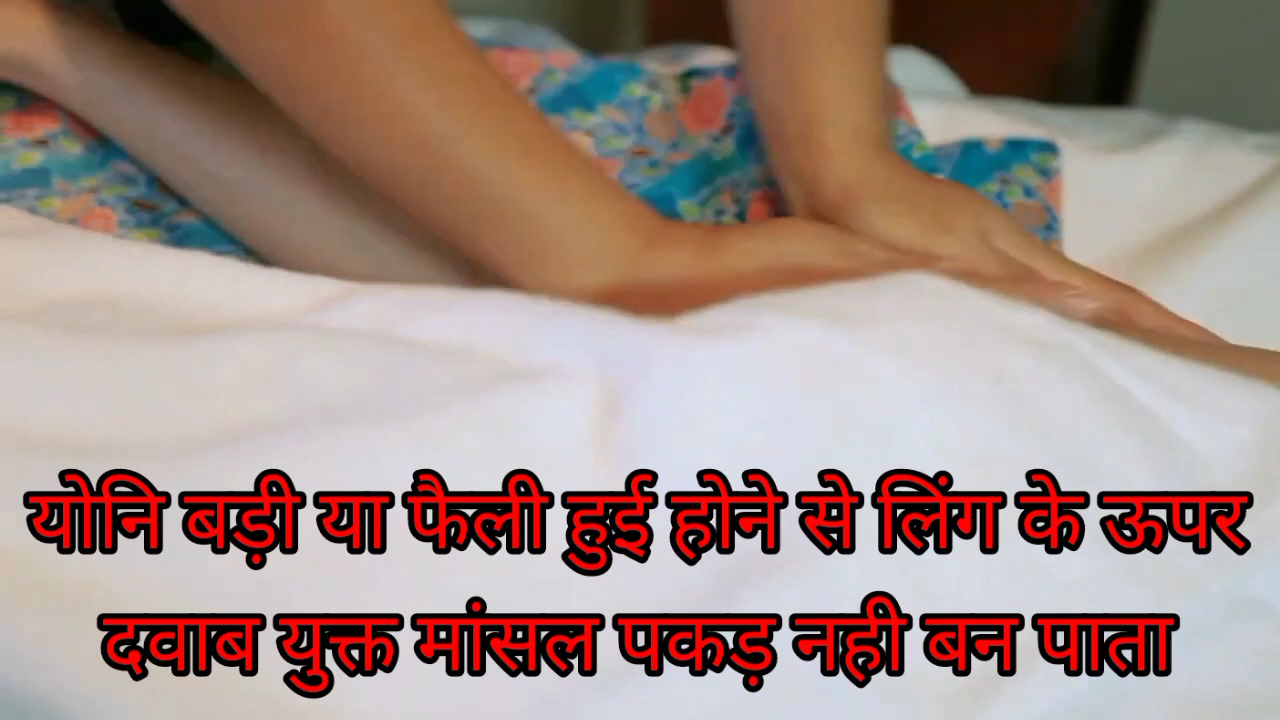 योनि बड़ी या फैली हुई होने से लिंग के ऊपर
दवाब युक्त मांसल पकड़ नही बन पाता